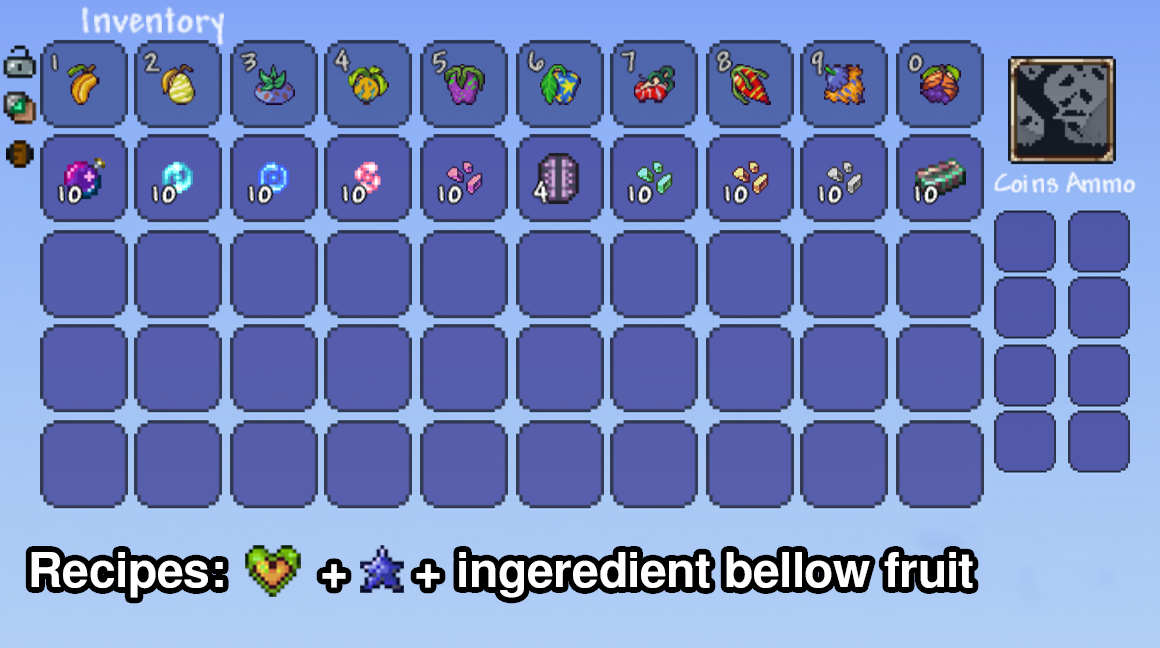 Inventory
1 2 3 4 5 6 7 8 9 0
10 10 10 10 10 4 10 10 10 10
Coins Ammo
Recipes: + + ingeredient bellow fruit